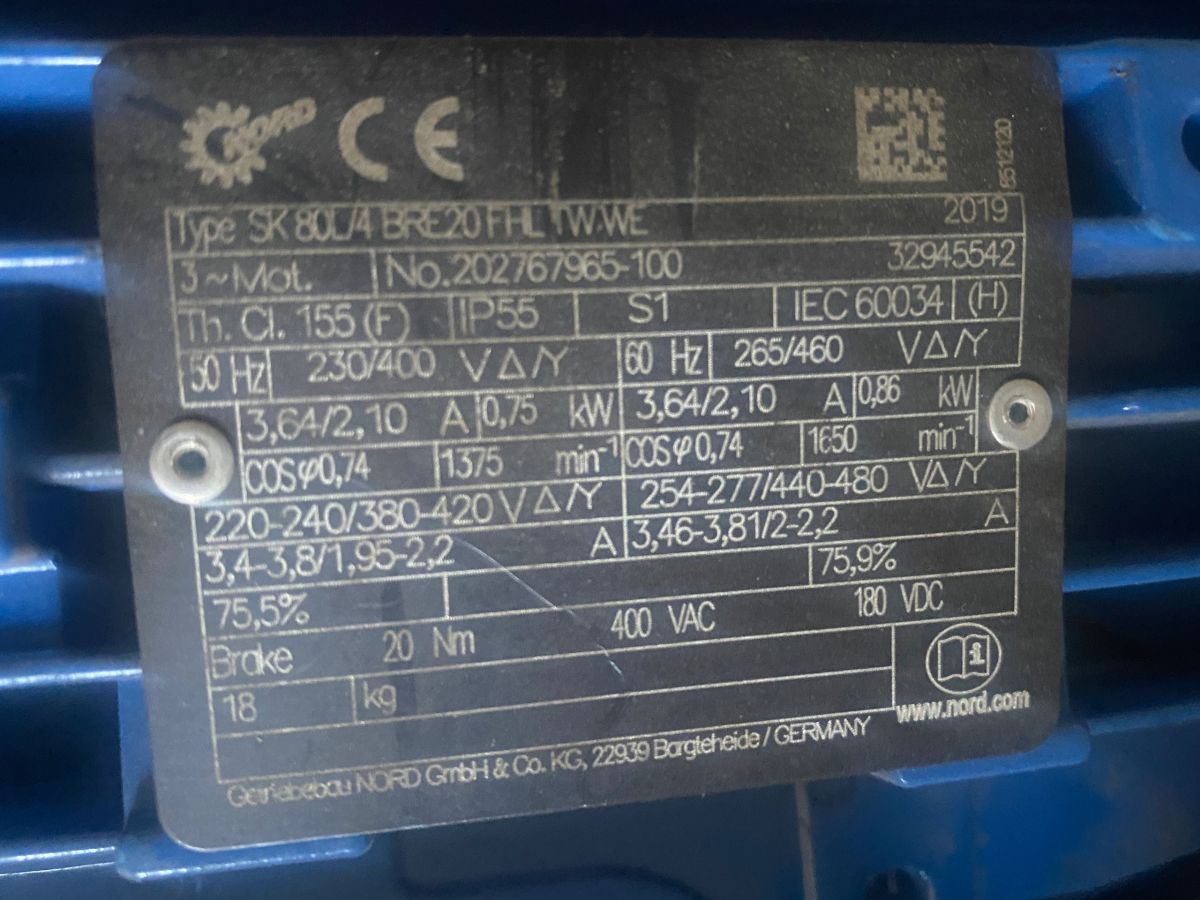 NORD CE
6512120
Type SK 80L/4 BRE20 FHL TW WE 2019
3~Mot. No.202767965-100 32945542
Th. Cl. 155 (F) IP55 S1 IEC 60034 (H)
50 Hz 230/400 V Δ/Y 60 Hz 265/460 V Δ/Y
3,64/2,10 A 0,75 kW 3,64/2,10 A 0,86 kW
COSφ0,74 1375 min-¹ COSφ0,74 1650 min-¹
220-240/380-420 V Δ/Y 254-277/440-480 V Δ/Y
3,4-3,8/1,95-2,2 A 3,46-3,81/2-2,2 A
75,5% 75,9%
Brake 20 Nm 400 VAC 180 VDC
18 kg
i
www.nord.com
Getriebebau NORD GmbH & Co. KG, 22939 Bargteheide / GERMANY